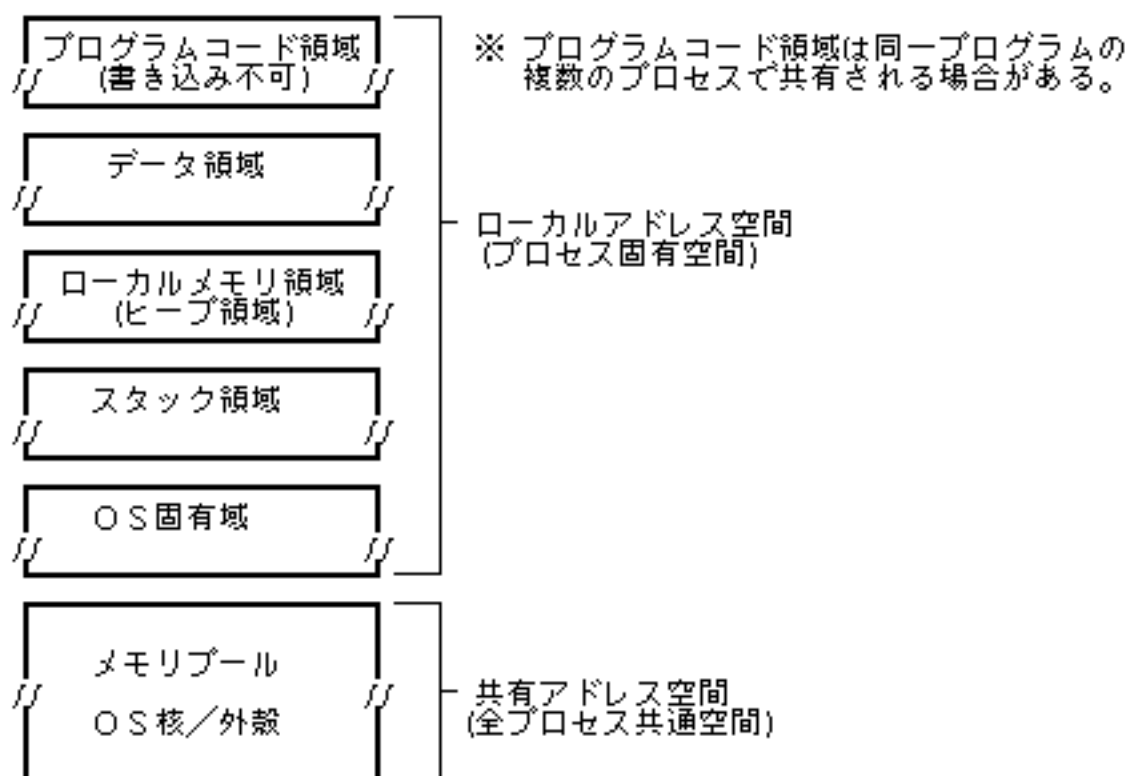 プログラムコード領域
(書き込み不可)
※ プログラムコード領域は同一プログラムの
複数のプロセスで共有される場合がある。
データ領域
ローカルアドレス空間
(プロセス固有空間)
ローカルメモリ領域
(ヒープ領域)
スタック領域
OS固有域
メモリプール
OS核/外殻
共有アドレス空間
(全プロセス共通空間)